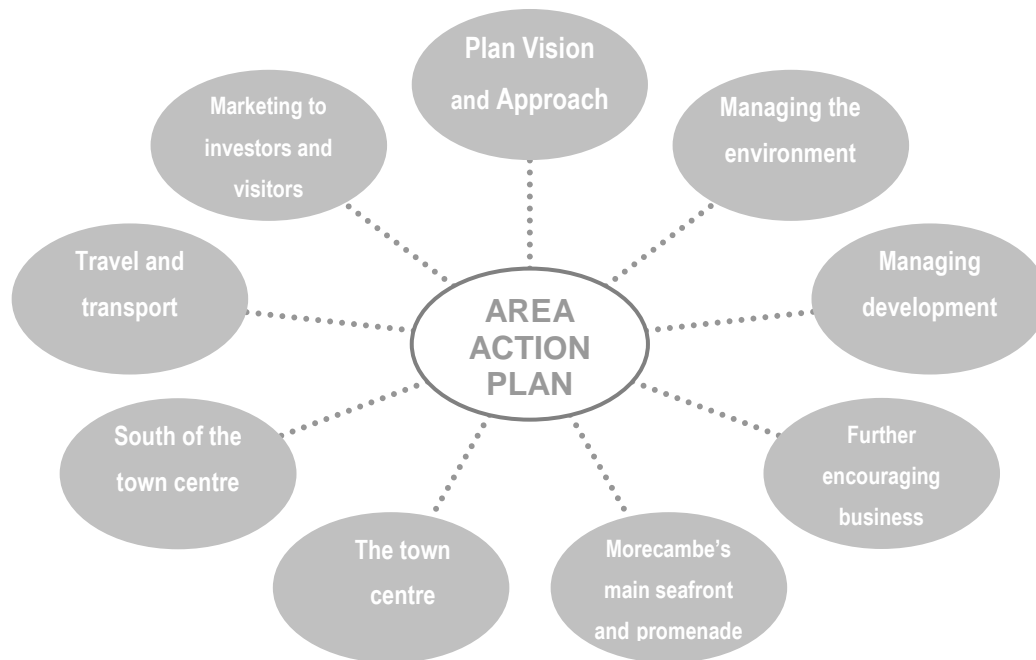 Plan Vision
and Approach
Marketing to
investors and
visitors
Managing the
environment
Travel and
transport
Managing
development
AREA
ACTION
PLAN
South of the
town centre
Further
encouraging
business
The town
centre
Morecambe's
main seafront
and promenade